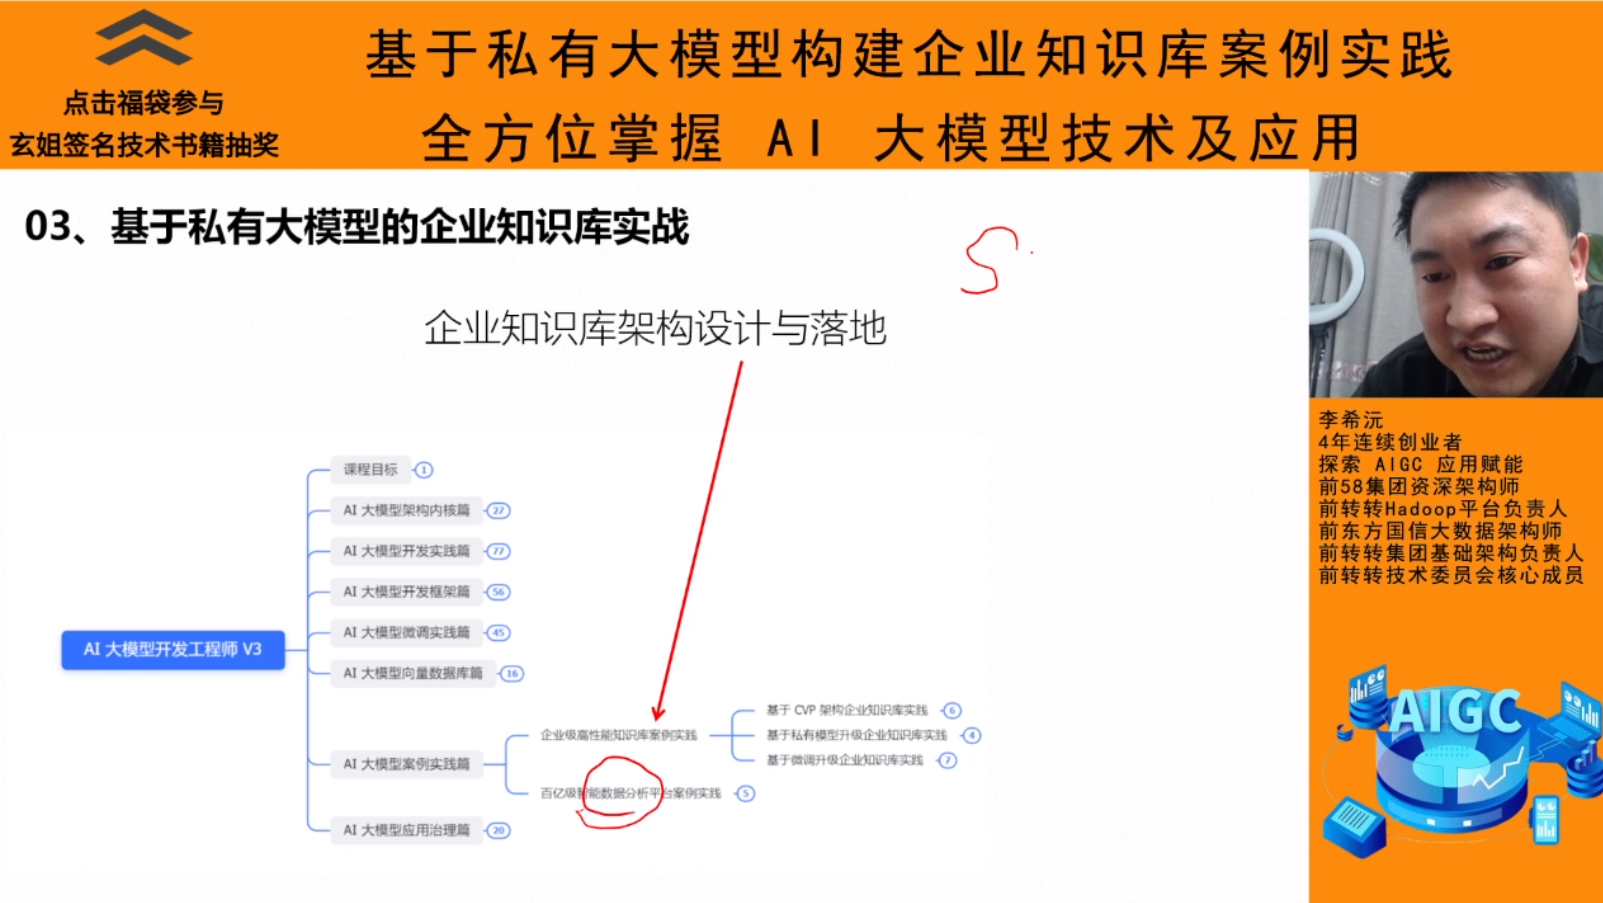 点击福袋参与
玄姐签名技术书籍抽奖
基于私有大模型构建企业知识库案例实践
全方位掌握 AI 大模型技术及应用
03、基于私有大模型的企业知识库实战
S
企业知识库架构设计与落地
课程目标 1
AI 大模型架构内核篇 27
AI 大模型开发实践篇 77
AI 大模型开发框架篇 56
AI 大模型微调实践篇 45
AI 大模型开发工程师 V3
AI 大模型向量数据库篇 16
AI 大模型案例实践篇
企业级高性能知识库案例实践
基于 CVP 架构企业知识库实践 6
基于私有模型升级企业知识库实践 4
基于微调升级企业知识库实践 7
百亿级智能数据分析平台案例实践 5
AI 大模型应用治理篇 20
李希沅
4年连续创业者
探索 AIGC 应用赋能
前58集团资深架构师
前转转Hadoop平台负责人
前东方国信大数据架构师
前转转集团基础架构负责人
前转转技术委员会核心成员
AIGC